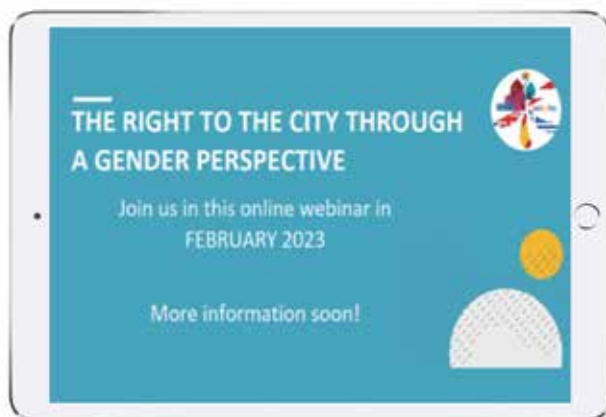 THE RIGHT TO THE CITY THROUGH
A GENDER PERSPECTIVE
Join us in this online webinar in
FEBRUARY 2023
More information soon!